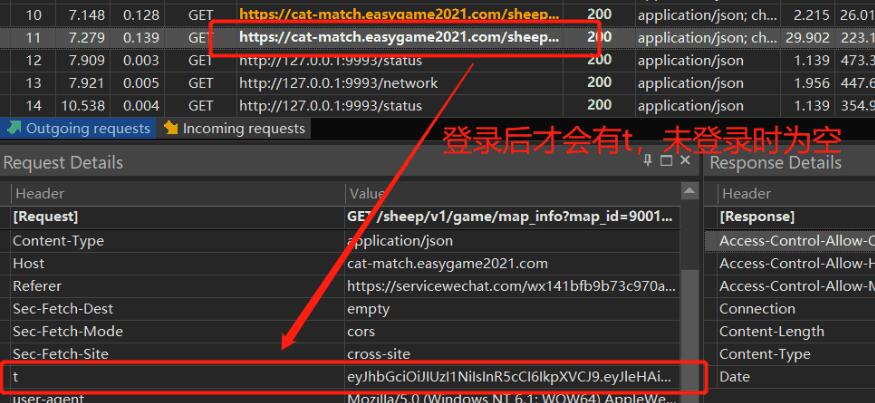 10 7.148 0.128 GET https://cat-match.easygame2021.com/sheep... 200 application/json; ch... 2.215 26.01
11 7.279 0.139 GET https://cat-match.easygame2021.com/sheep... 200 application/json; ch... 29.902 223.1
12 7.909 0.003 GET http://127.0.0.1:9993/status 200 application/json 1.139 473.3
13 7.921 0.005 GET http://127.0.0.1:9993/network 200 application/json 1.956 447.6
14 10.538 0.004 GET http://127.0.0.1:9993/status 200 application/json 1.139 354.9
Outgoing requests Incoming requests
登录后才会有t，未登录时为空
Request Details Response Details
Header Value Header
[Request] GET /sheep/v1/game/map_info?map_id=9001... [Response]
Content-Type application/json Access-Control-Allow-C
Host cat-match.easygame2021.com Access-Control-Allow-H
Referer https://servicewechat.com/wx141bfb9b73c970a... Access-Control-Allow-M
Sec-Fetch-Dest empty Connection
Sec-Fetch-Mode cors Content-Length
Sec-Fetch-Site cross-site Content-Type
t eyJhbGciOiJIUzI1NiIsInR5cCI6IkpXVCJ9.eyJleHAi... Date
user-agent Mozilla/5.0 (Windows NT 6.1; WOW64) AppleWe...